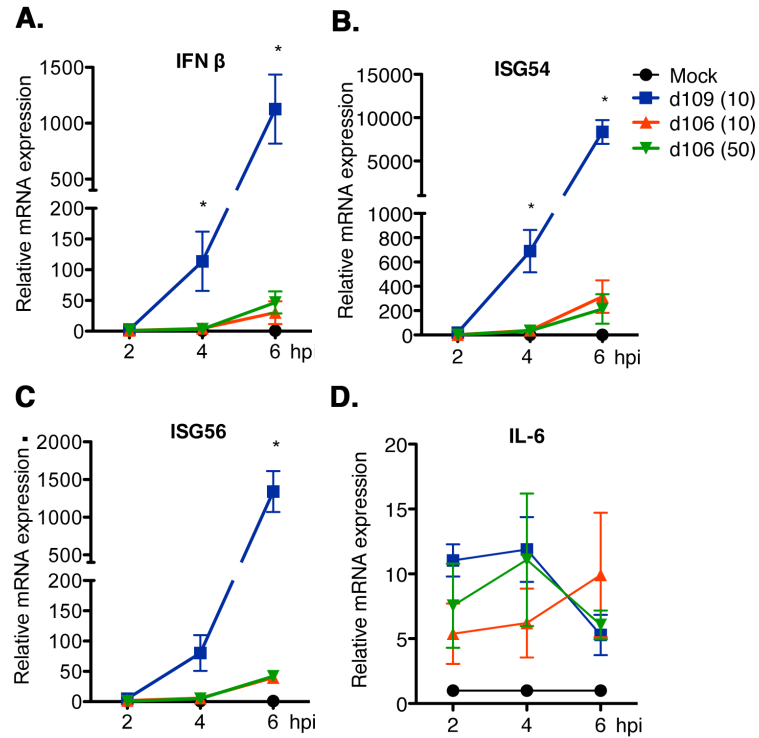 A.
IFN β
Relative mRNA expression
1500
1000
500
200
150
100
50
0
2 4 6 hpi
* *
B.
ISG54
Relative mRNA expression
15000
10000
5000
1000
800
600
400
200
0
2 4 6 hpi
* *
Mock
d109 (10)
d106 (10)
d106 (50)
C
.
ISG56
Relative mRNA expression
2000
1500
1000
500
200
150
100
50
0
2 4 6 hpi
*
D.
IL-6
Relative mRNA expression
20
15
10
5
0
2 4 6 hpi